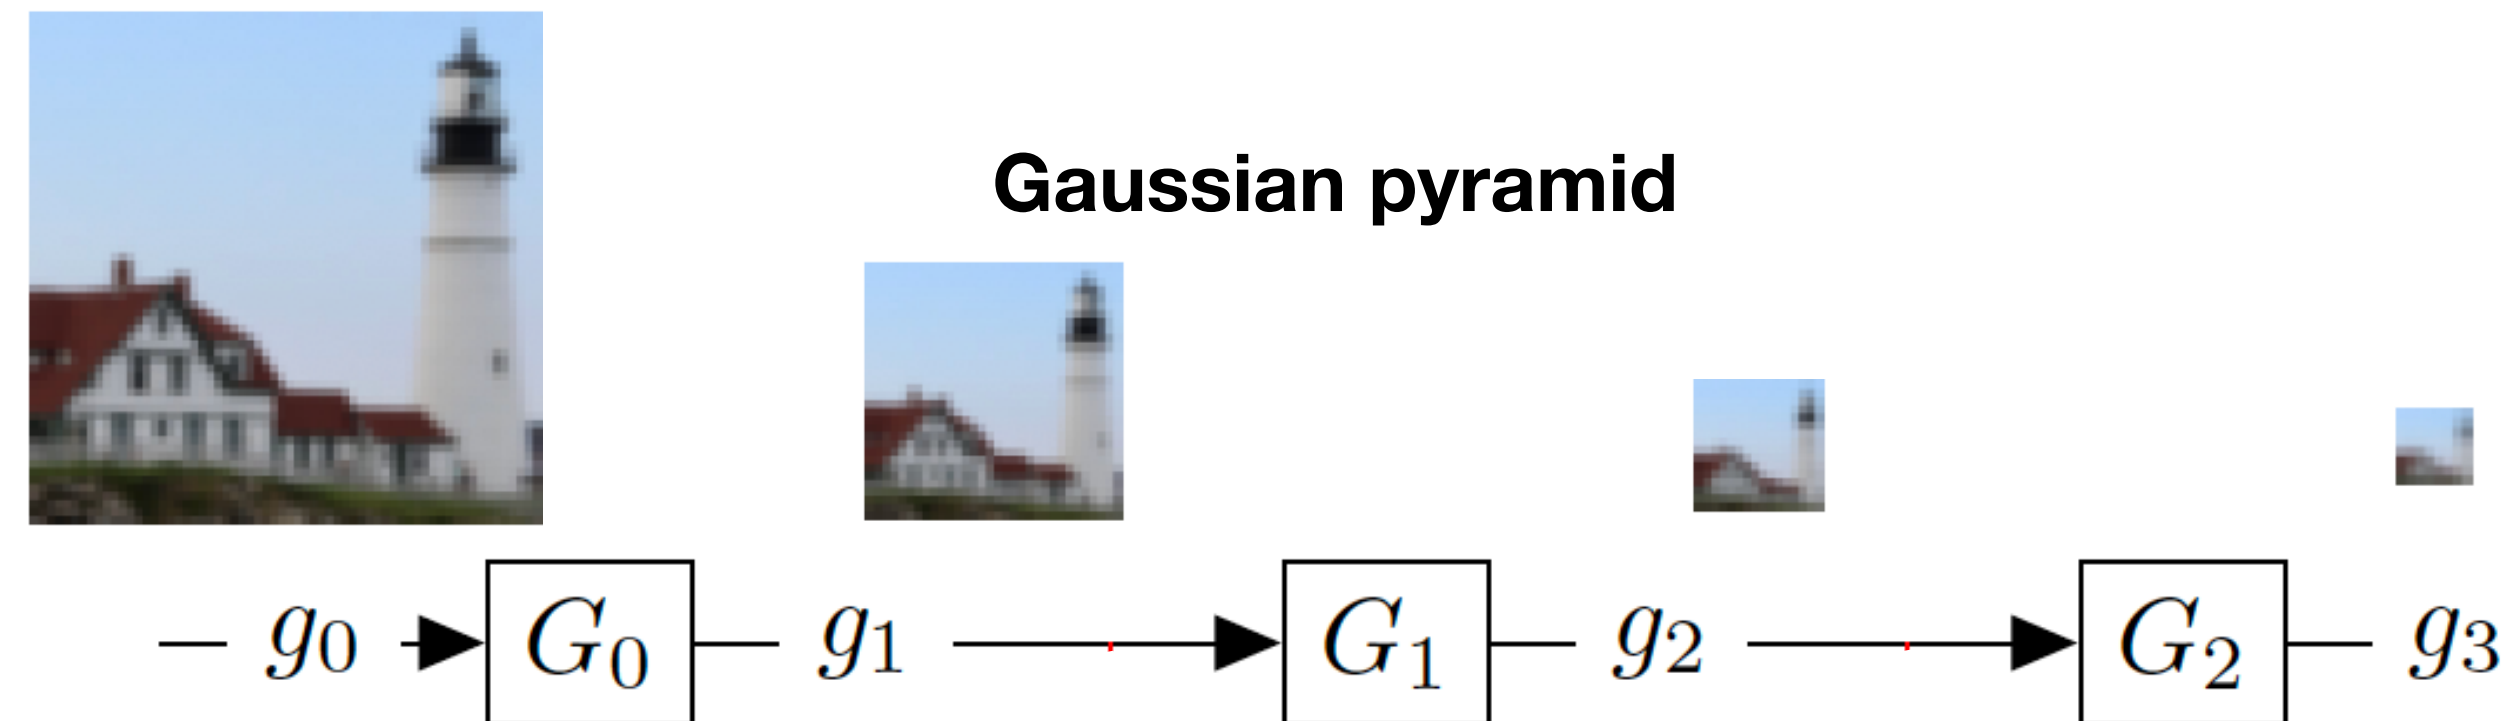 Gaussian pyramid
g₀ G₀ g₁ G₁ g₂ G₂ g₃